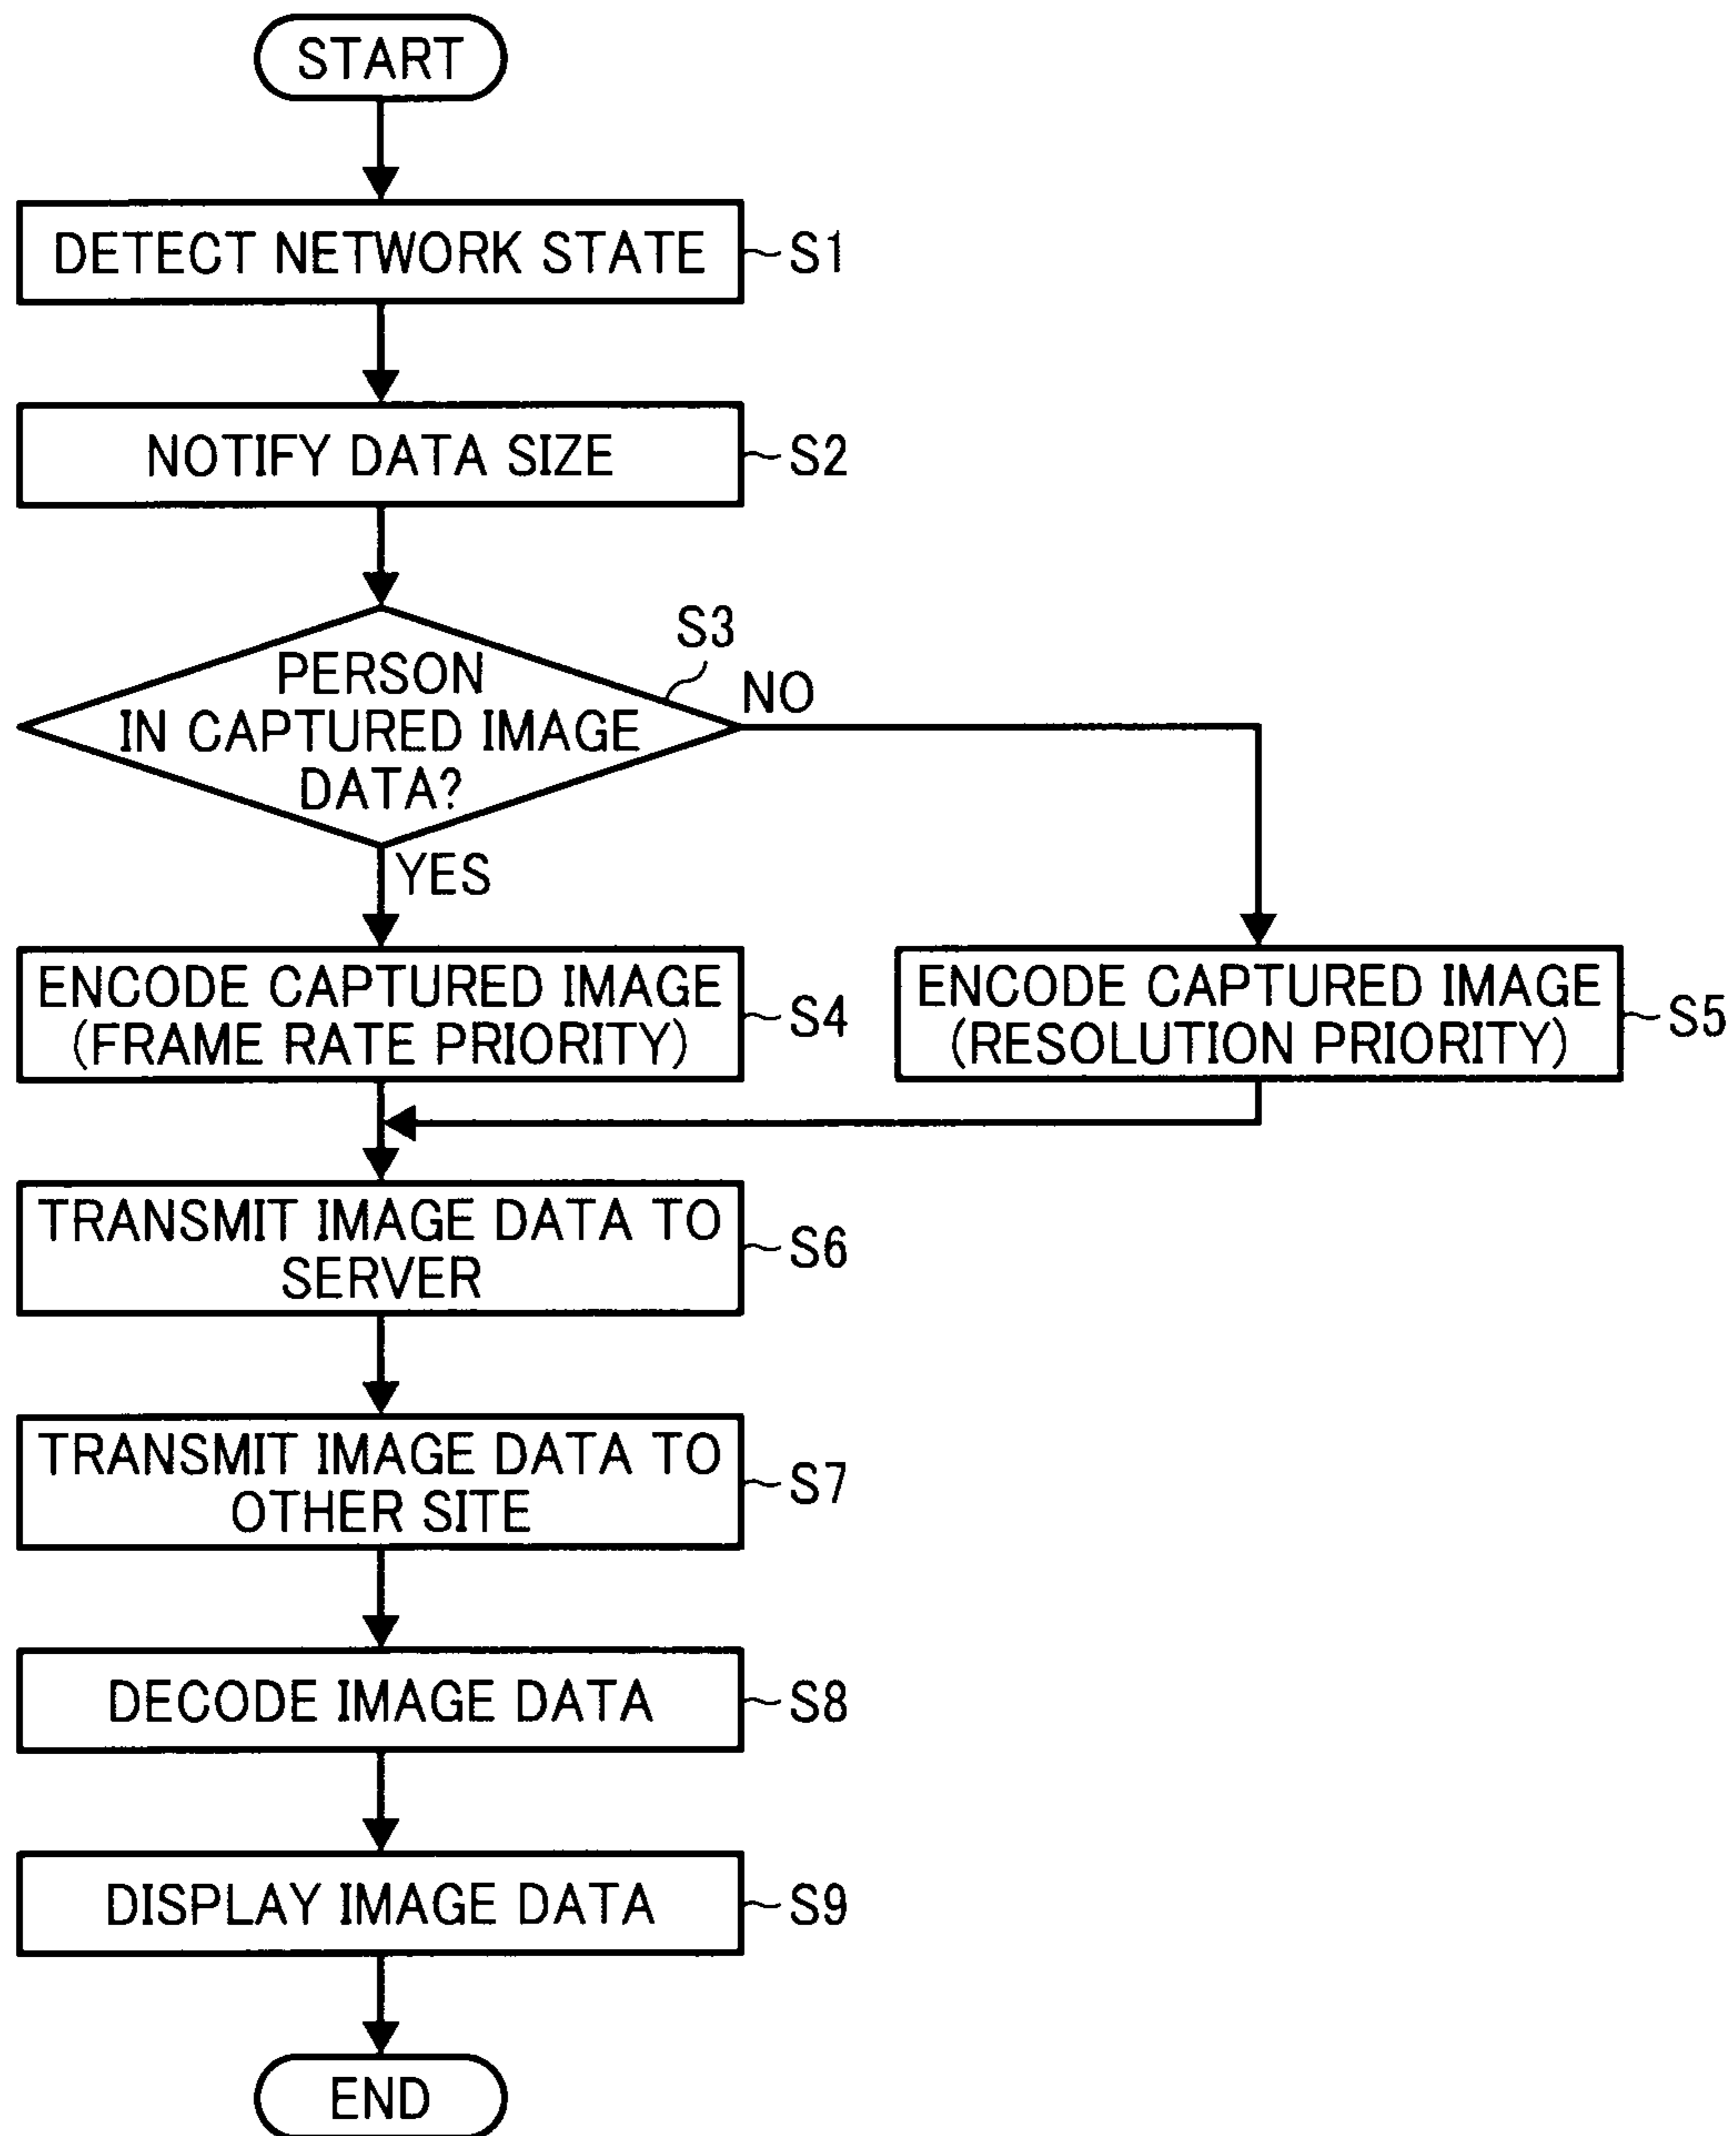 START
DETECT NETWORK STATE
S1
NOTIFY DATA SIZE
S2
S3
PERSON
IN CAPTURED IMAGE
DATA?
NO
YES
ENCODE CAPTURED IMAGE
(FRAME RATE PRIORITY)
S4
ENCODE CAPTURED IMAGE
(RESOLUTION PRIORITY)
S5
TRANSMIT IMAGE DATA TO
SERVER
S6
TRANSMIT IMAGE DATA TO
OTHER SITE
S7
DECODE IMAGE DATA
S8
DISPLAY IMAGE DATA
S9
END